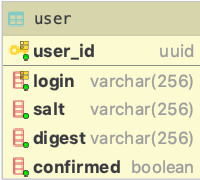 user
user_id uuid
login varchar(256)
salt varchar(256)
digest varchar(256)
confirmed boolean